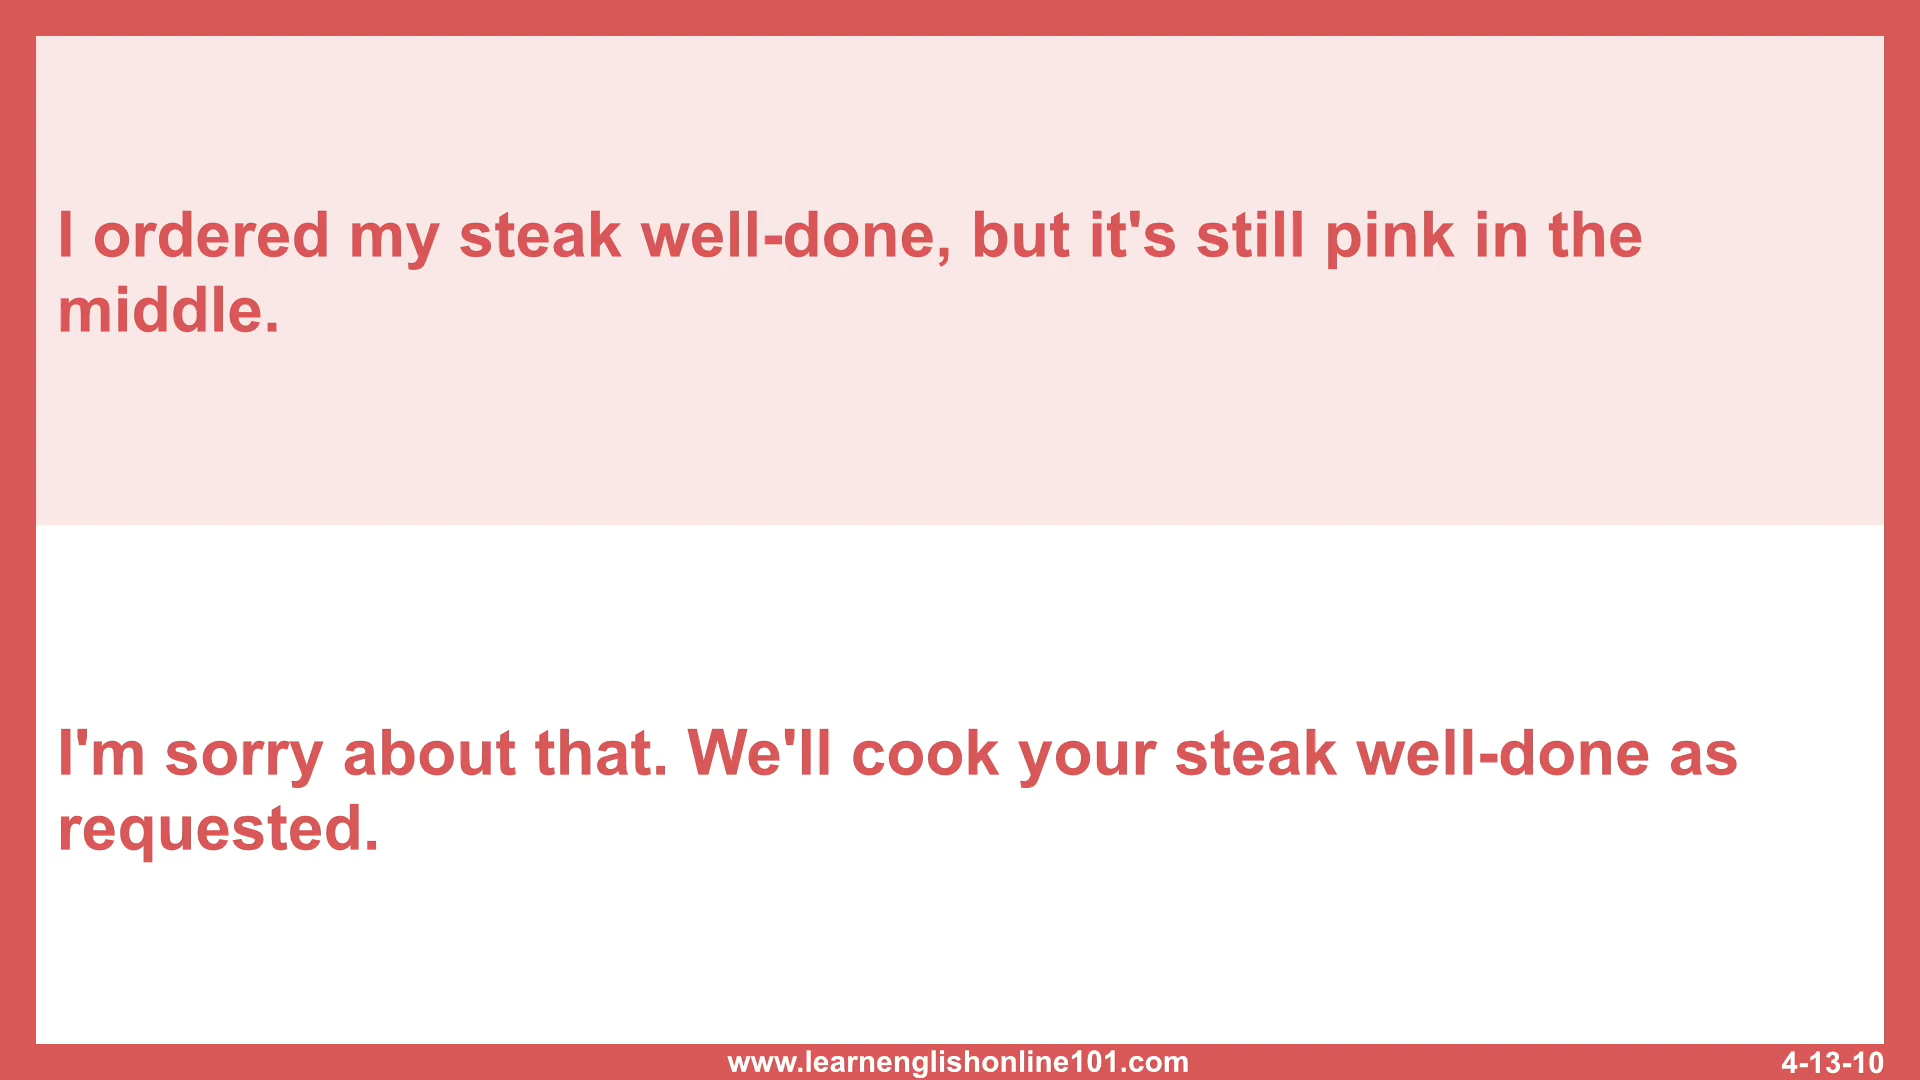 I ordered my steak well-done, but it's still pink in the
middle.
I'm sorry about that. We'll cook your steak well-done as
requested.
www.learnenglishonline101.com
4-13-10